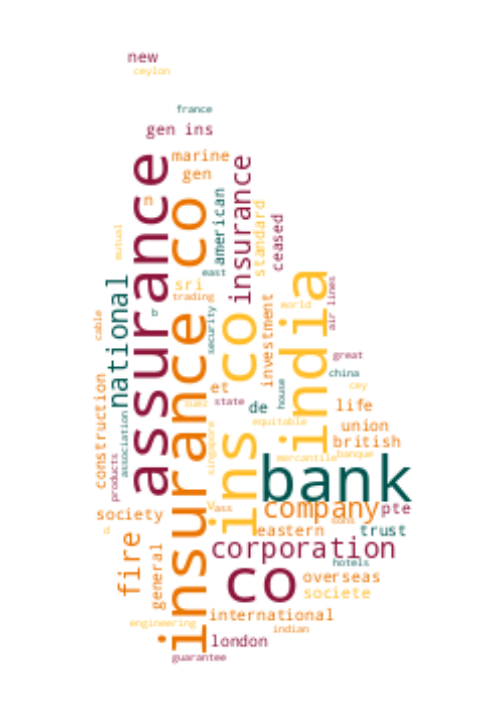 new
ceylon
france
gen ins
marine
gen
assurance
insurance co
insurance
american
standard
ceased
n
mutual
east
sri
trading
national
ins co
india
air lines
world
investment
b
security
cable
great
china
cey
construction
association
et
state
de
house
life
equitable
union
british
singapore
products
mercantile
banque
bank
company
pte
society
ass
eastern
trust
d
corporation
hotels
fire
general
co
overseas
societe
international
engineering
indian
london
guarantee